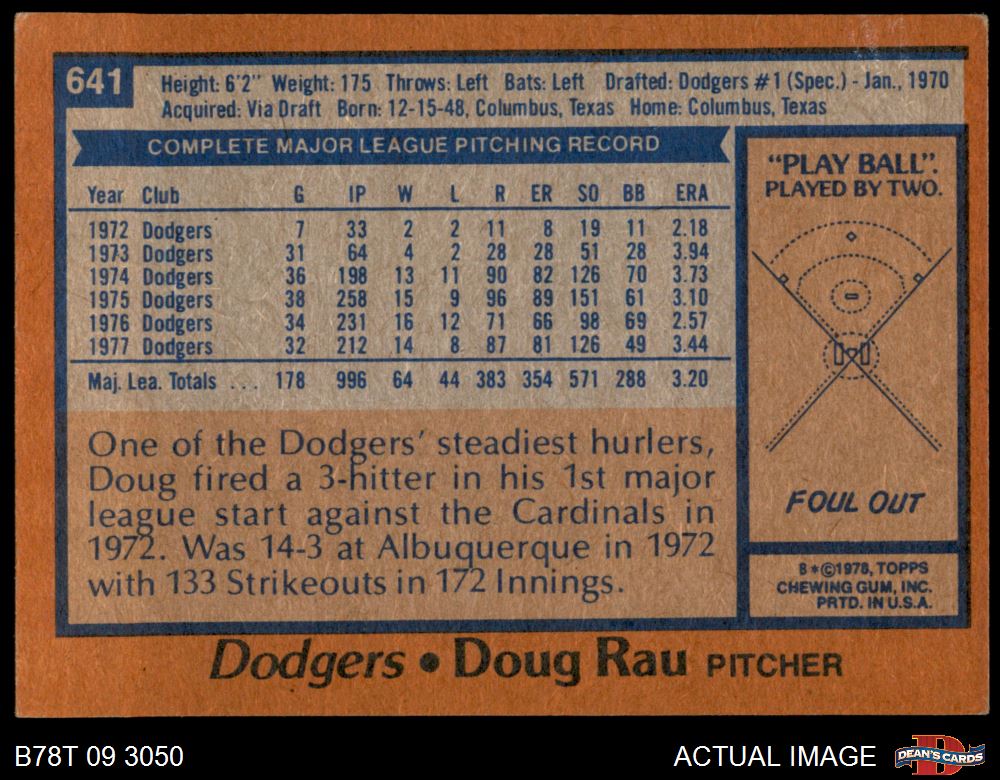 641
Height: 6'2" Weight: 175 Throws: Left Bats: Left Drafted: Dodgers #1 (Spec.) - Jan., 1970
Acquired: Via Draft Born: 12-15-48, Columbus, Texas Home: Columbus, Texas
COMPLETE MAJOR LEAGUE PITCHING RECORD
Year Club G IP W L R ER SO BB ERA
1972 Dodgers 7 33 2 2 11 8 19 11 2.18
1973 Dodgers 31 64 4 2 28 28 51 28 3.94
1974 Dodgers 36 198 13 11 90 82 126 70 3.73
1975 Dodgers 38 258 15 9 96 89 151 61 3.10
1976 Dodgers 34 231 16 12 71 66 98 69 2.57
1977 Dodgers 32 212 14 8 87 81 126 49 3.44
Maj. Lea. Totals ... 178 996 64 44 383 354 571 288 3.20
One of the Dodgers' steadiest hurlers,
Doug fired a 3-hitter in his 1st major
league start against the Cardinals in
1972. Was 14-3 at Albuquerque in 1972
with 133 Strikeouts in 172 Innings.
"PLAY BALL":
PLAYED BY TWO.
FOUL OUT
8*©1978, TOPPS
CHEWING GUM, INC.
PRTD. IN U.S.A.
Dodgers • Doug Rau PITCHER
B78T 09 3050
ACTUAL IMAGE
DEAN'S CARDS